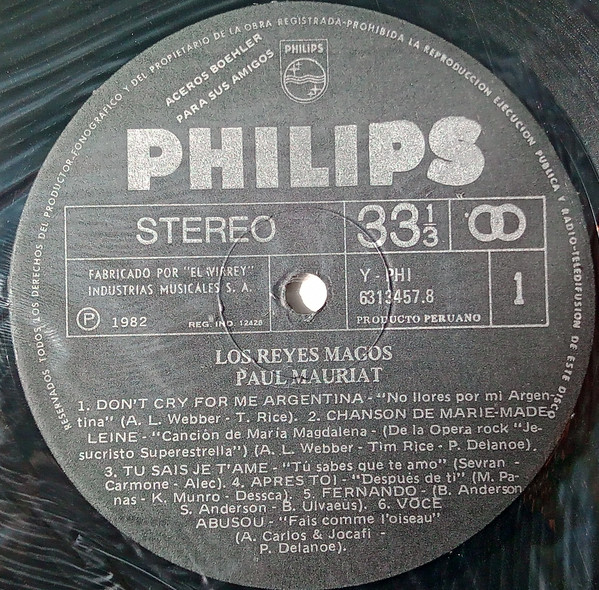 RESERVADOS TODOS LOS DERECHOS DEL PRODUCTOR-FONOGRAFICO Y DEL PROPIETARIO DE LA OBRA REGISTRADA-PROHIBIDA LA REPRODUCCION EJECUCION PUBLICA Y RADIO-TELEDIFUSION DE ESTE DISCO
ACEROS BOEHLER
PARA SUS AMIGOS
PHILIPS
PHILIPS
STEREO
33 1/3
FABRICADO POR "EL VIRREY"
INDUSTRIAS MUSICALES S. A.
Ⓟ 1982
REG. IND. 12428
Y - PHI
6313457.8
PRODUCTO PERUANO
1
LOS REYES MAGOS
PAUL MAURIAT
1. DON'T CRY FOR ME ARGENTINA - "No llores por mi Argen-
tina" (A. L. Webber - T. Rice). 2. CHANSON DE MARIE-MADE
LEINE - "Canción de María Magdalena - (De la Opera rock "Je-
sucristo Superestrella") (A. L. Webber - Tim Rice - P. Delanoe).
3. TU SAIS JE T'AME - "Tú sabes que te amo" (Sevran -
Carmone - Alec). 4. APRES TOI - "Después de ti" (M. Pa-
nas - K. Munro - Dessca). 5. FERNANDO - (B. Anderson
S. Anderson - B. Ulvaeus). 6. VOCE
ABUSOU - "Fais comme l'oiseau"
(A. Carlos & Jocafi -
P. Delanoe).